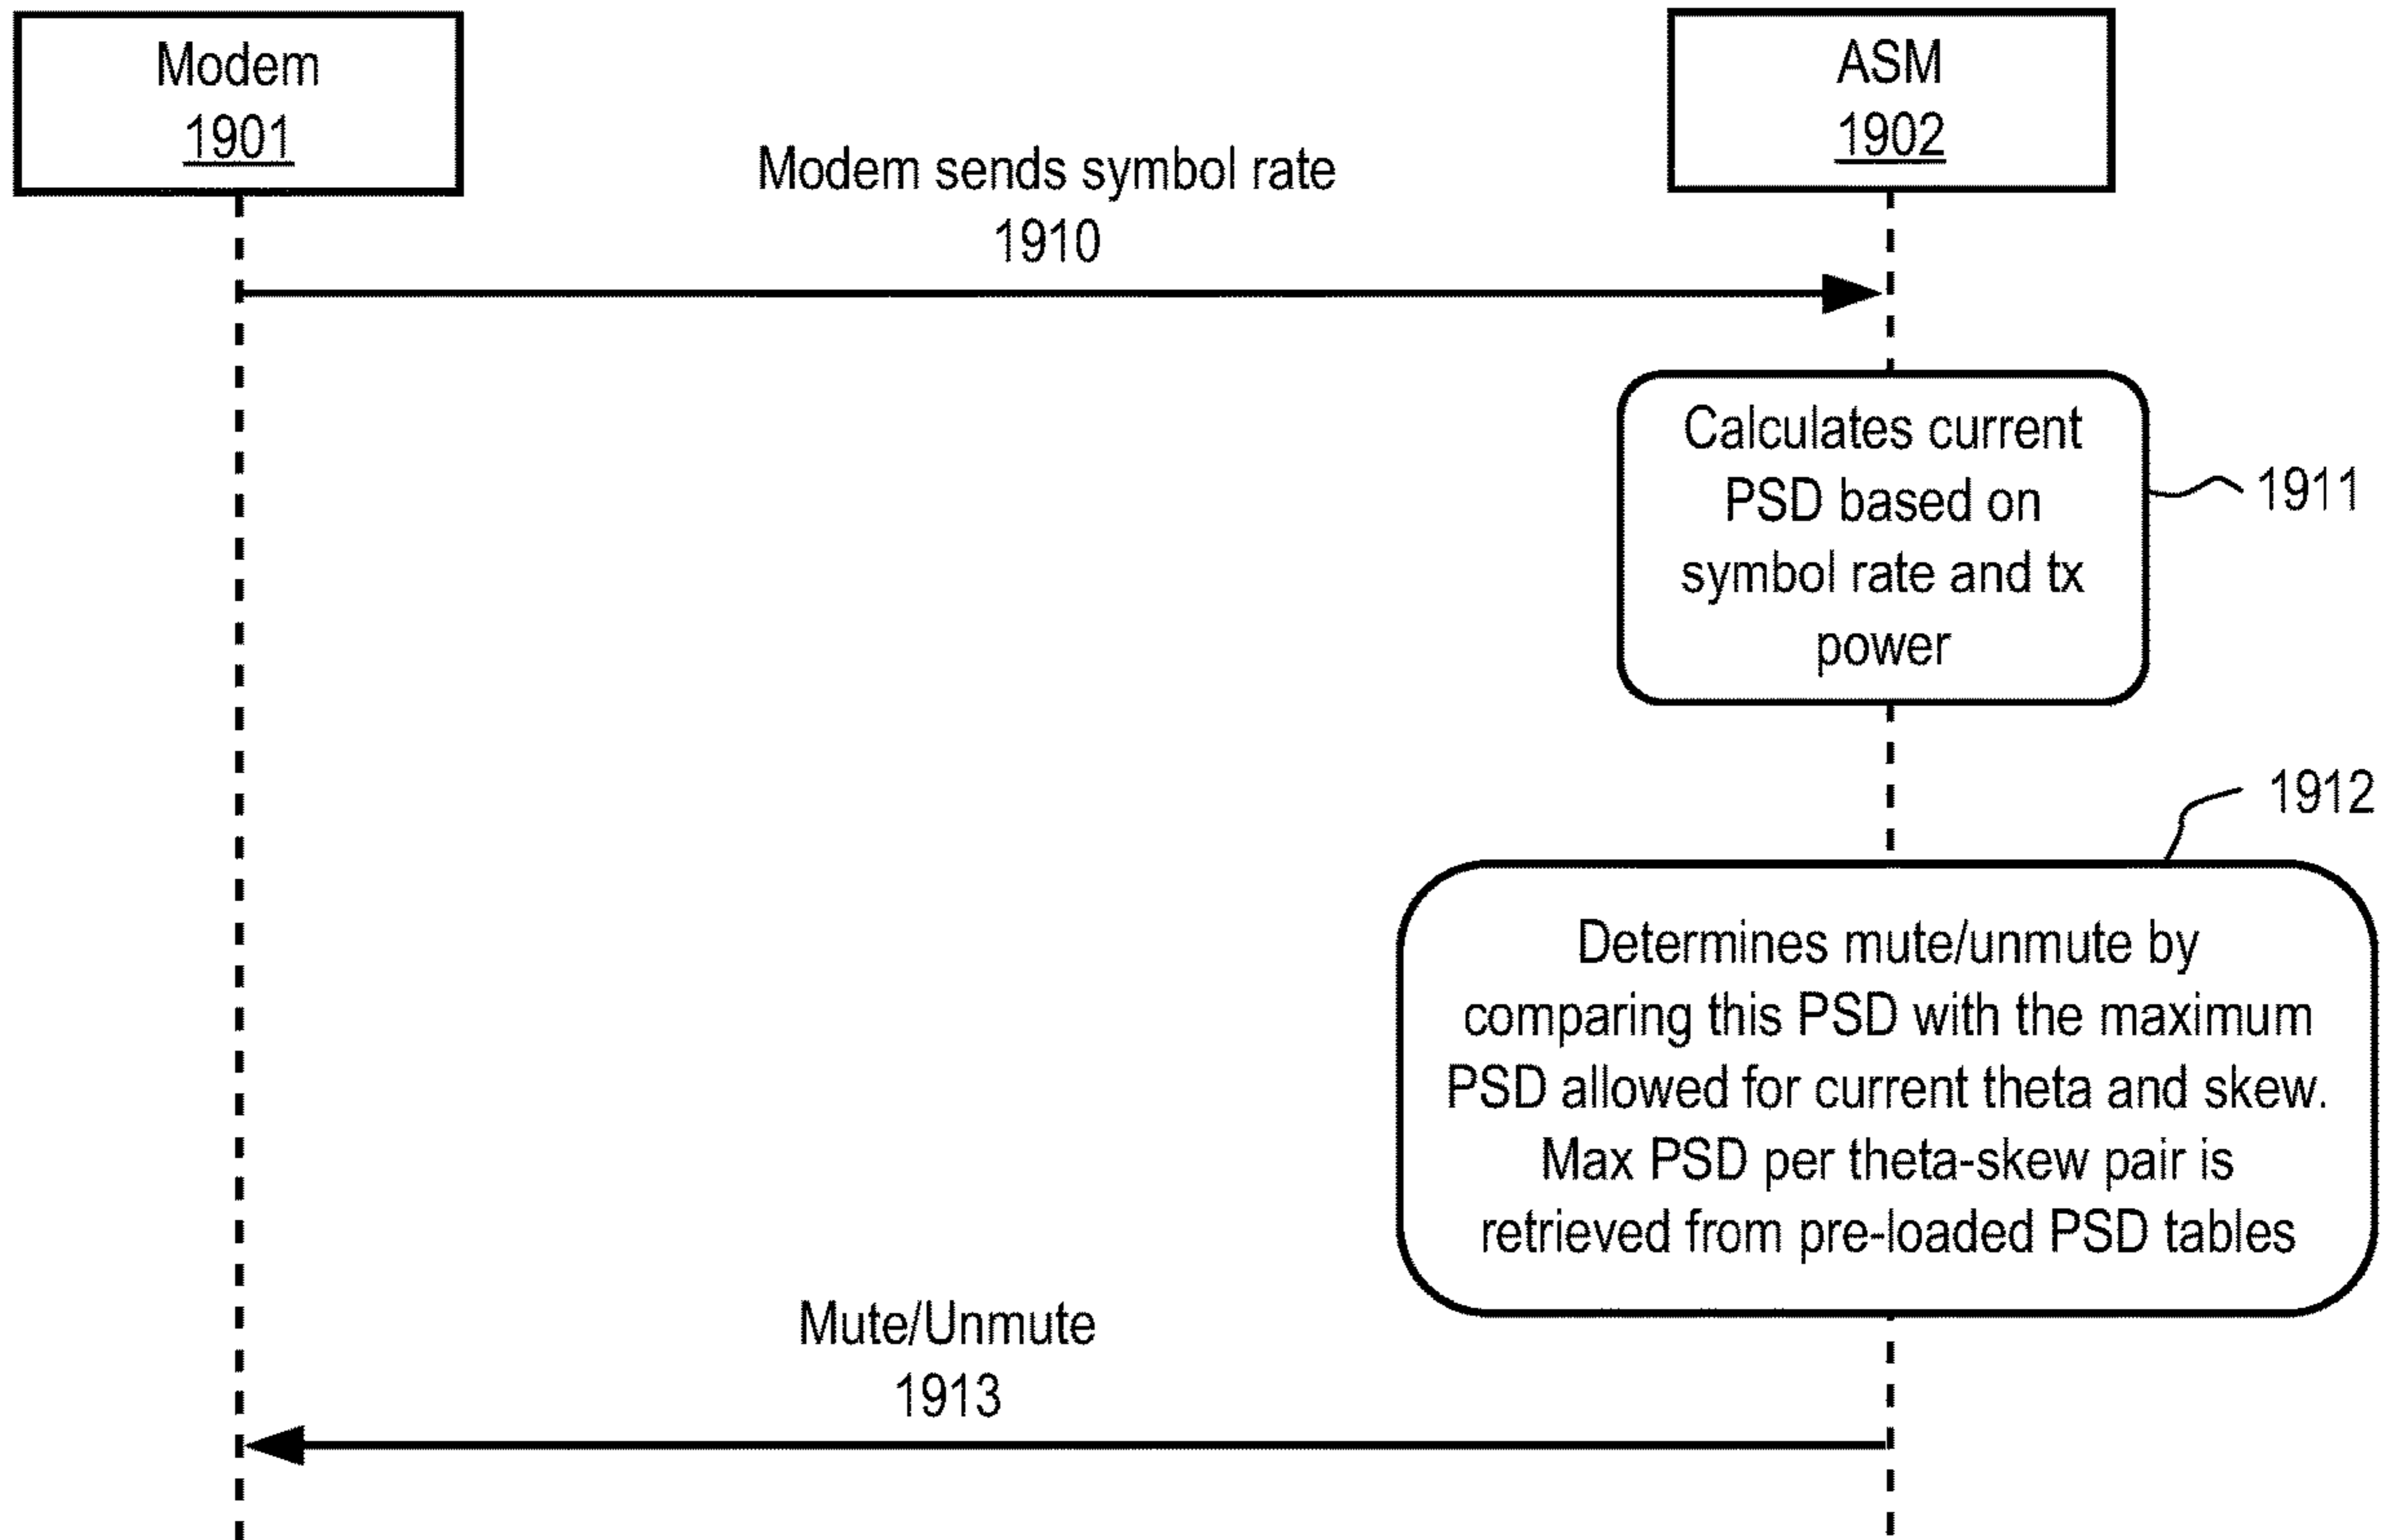 Modem
1901
ASM
1902
Modem sends symbol rate
1910
Calculates current
PSD based on
symbol rate and tx
power
1911
1912
Determines mute/unmute by
comparing this PSD with the maximum
PSD allowed for current theta and skew.
Max PSD per theta-skew pair is
retrieved from pre-loaded PSD tables
Mute/Unmute
1913